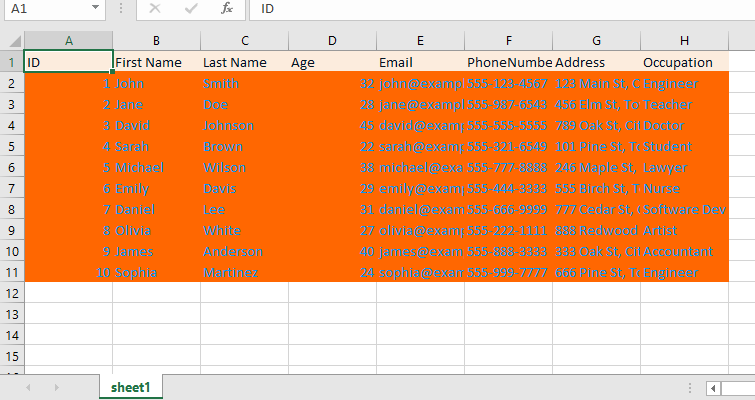 A1 fx ID
A B C D E F G H
1 ID First Name Last Name Age Email PhoneNumbe Address Occupation
2 1 John Smith 32 john@examp 555-123-4567 123 Main St, C Engineer
3 2 Jane Doe 28 jane@exampl 555-987-6543 456 Elm St, To Teacher
4 3 David Johnson 45 david@examp 555-555-5555 789 Oak St, Ci Doctor
5 4 Sarah Brown 22 sarah@examp 555-321-6549 101 Pine St, T Student
6 5 Michael Wilson 38 michael@exa 555-777-8888 246 Maple St, Lawyer
7 6 Emily Davis 29 emily@examp 555-444-3333 555 Birch St, T Nurse
8 7 Daniel Lee 31 daniel@exam 555-666-9999 777 Cedar St, Software Dev
9 8 Olivia White 27 olivia@examp 555-222-1111 888 Redwood Artist
10 9 James Anderson 40 james@exam 555-888-3333 333 Oak St, Ci Accountant
11 10 Sophia Martinez 24 sophia@exam 555-999-7777 666 Pine St, T Engineer
12
13
14
15
sheet1